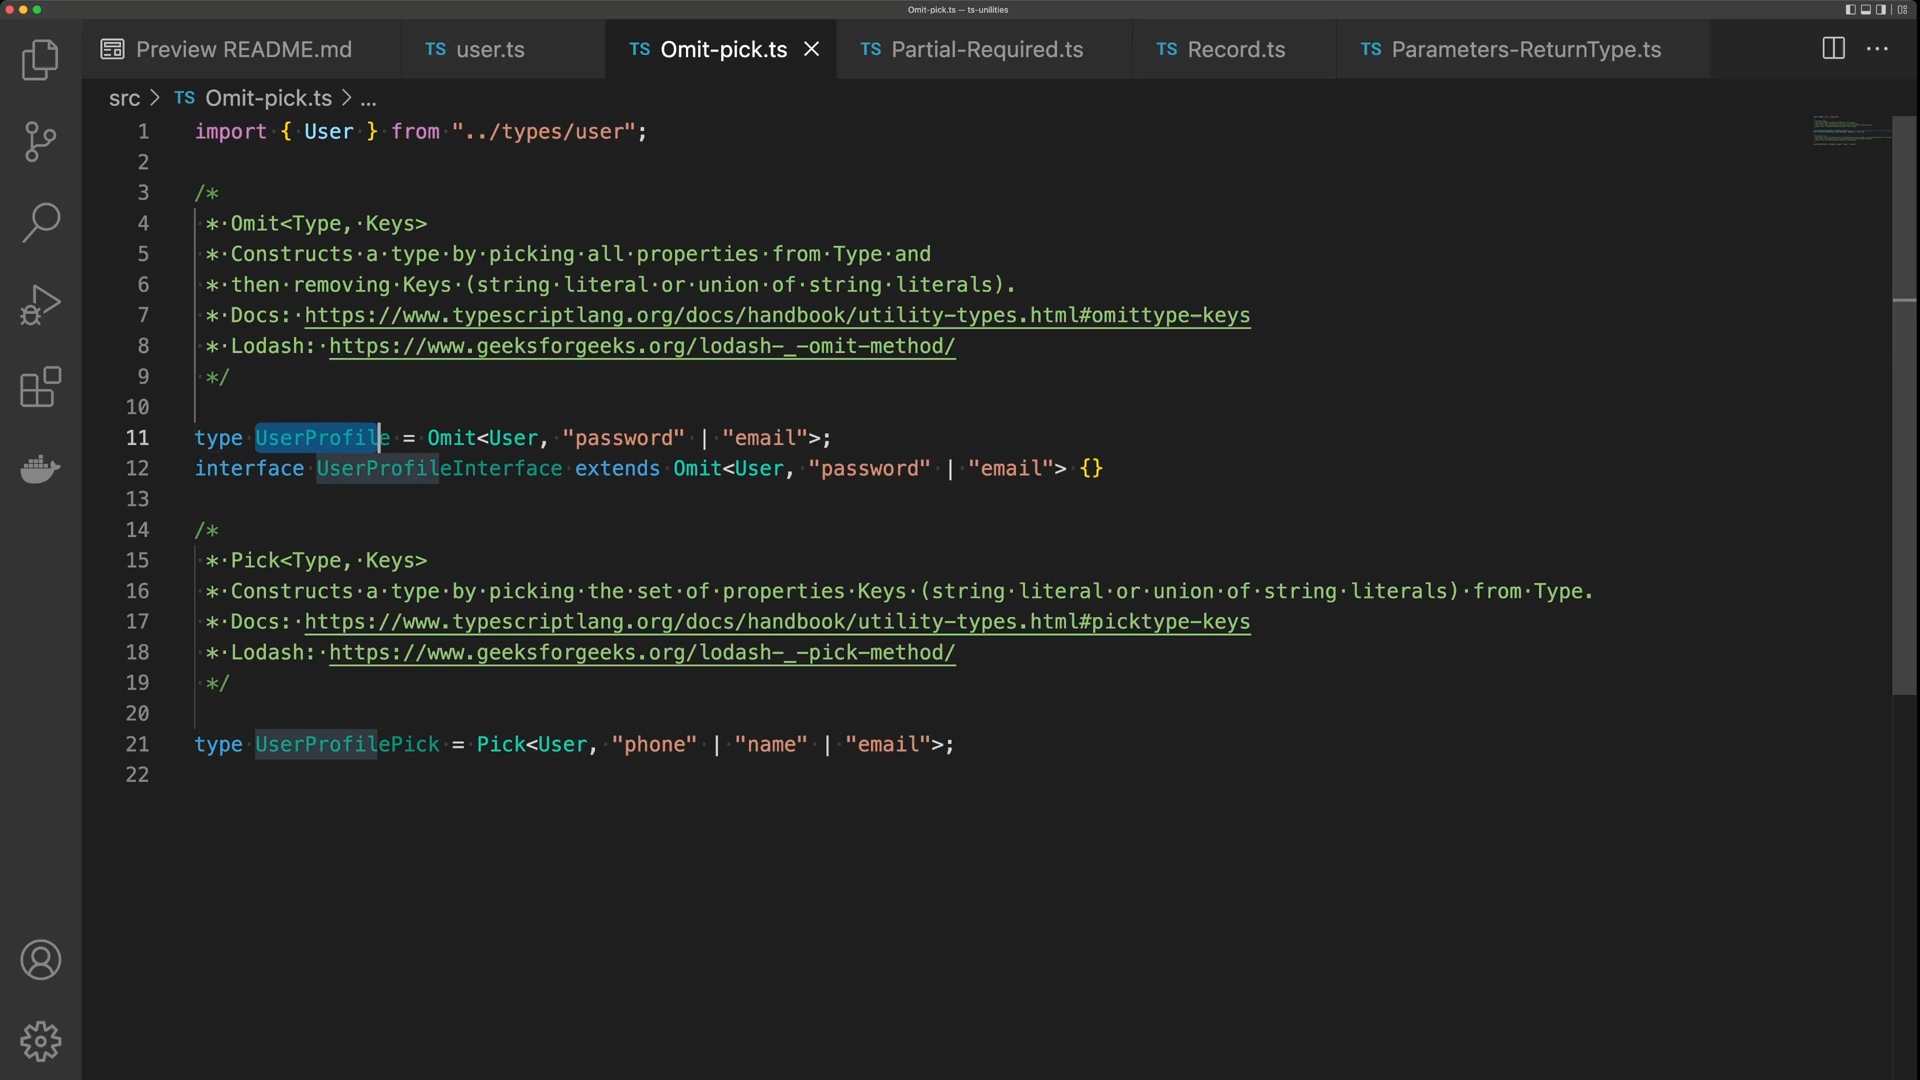 Omit-pick.ts — ts-unilities
Preview README.md
TS user.ts
TS Omit-pick.ts
TS Partial-Required.ts
TS Record.ts
TS Parameters-ReturnType.ts
src > TS Omit-pick.ts > ...
1 import { User } from "../types/user";
2
3 /*
4 * Omit<Type, Keys>
5 * Constructs a type by picking all properties from Type and
6 * then removing Keys (string literal or union of string literals).
7 * Docs: https://www.typescriptlang.org/docs/handbook/utility-types.html#omittype-keys
8 * Lodash: https://www.geeksforgeeks.org/lodash-_-omit-method/
9 */
10
11 type UserProfile = Omit<User, "password" | "email">;
12 interface UserProfileInterface extends Omit<User, "password" | "email"> {}
13
14 /*
15 * Pick<Type, Keys>
16 * Constructs a type by picking the set of properties Keys (string literal or union of string literals) from Type.
17 * Docs: https://www.typescriptlang.org/docs/handbook/utility-types.html#picktype-keys
18 * Lodash: https://www.geeksforgeeks.org/lodash-_-pick-method/
19 */
20
21 type UserProfilePick = Pick<User, "phone" | "name" | "email">;
22